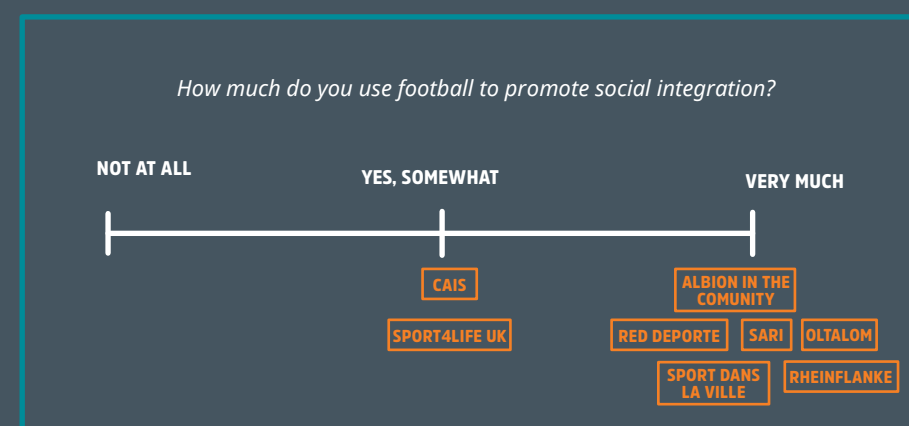 How much do you use football to promote social integration?
NOT AT ALL
YES, SOMEWHAT
VERY MUCH
CAIS
ALBION IN THE
COMUNITY
SPORT4LIFE UK
RED DEPORTE
SARI
OLTALOM
SPORT DANS
LA VILLE
RHEINFLANKE